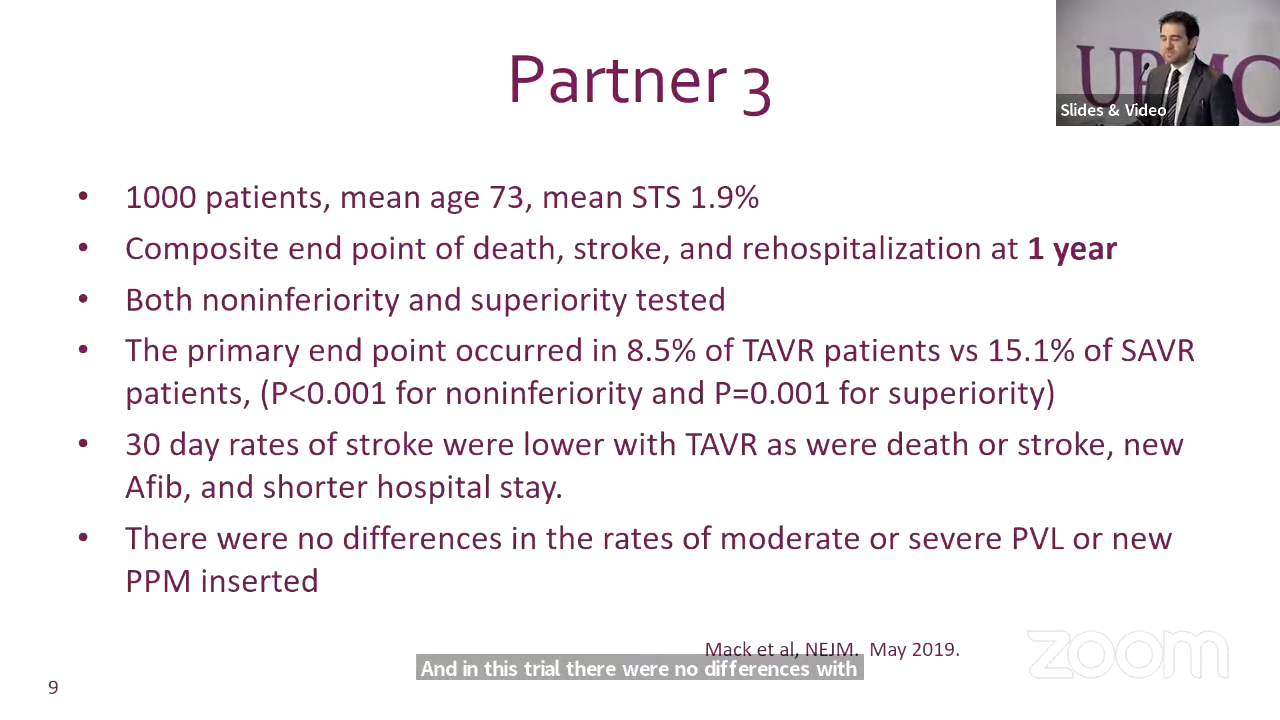 Partner 3
UPMC
Slides & Video
• 1000 patients, mean age 73, mean STS 1.9%
• Composite end point of death, stroke, and rehospitalization at 1 year
• Both noninferiority and superiority tested
• The primary end point occurred in 8.5% of TAVR patients vs 15.1% of SAVR
patients, (P<0.001 for noninferiority and P=0.001 for superiority)
• 30 day rates of stroke were lower with TAVR as were death or stroke, new
Afib, and shorter hospital stay.
• There were no differences in the rates of moderate or severe PVL or new
PPM inserted
Mack et al, NEJM. May 2019.
And in this trial there were no differences with
zoom
9